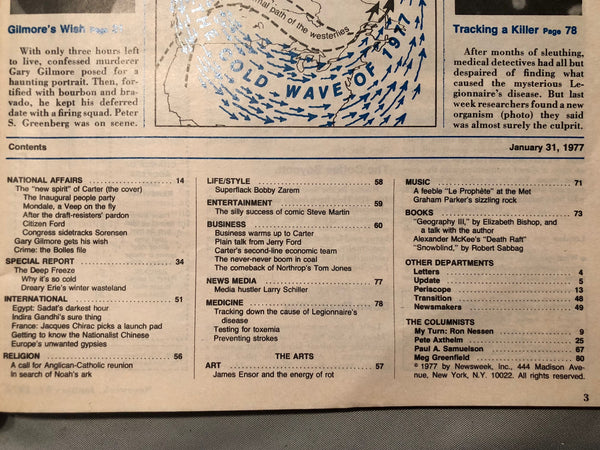 Gilmore's Wish Page
With only three hours left
to live, confessed murderer
Gary Gilmore posed for a
haunting portrait. Then, for-
tified with bourbon and bra-
vado, he kept his deferred
date with a firing squad. Peter
S. Greenberg was on scene.
path of the westerlies
THE COLD WAVE OF 1977
Tracking a Killer Page 78
After months of sleuthing,
medical detectives had all but
despaired of finding what
caused the mysterious Le-
gionnaire's disease. But last
week researchers found a new
organism (photo) they said
was almost surely the culprit.
Contents
January 31, 1977
NATIONAL AFFAIRS 14
The "new spirit" of Carter (the cover)
The Inaugural people party
Mondale, a Veep on the fly
After the draft-resisters' pardon
Citizen Ford
Congress sidetracks Sorensen
Gary Gilmore gets his wish
Crime: the Bolles file
SPECIAL REPORT 34
The Deep Freeze
Why it's so cold
Dreary Erie's winter wasteland
INTERNATIONAL 51
Egypt: Sadat's darkest hour
Indira Gandhi's sure thing
France: Jacques Chirac picks a launch pad
Getting to know the Nationalist Chinese
Europe's unwanted gypsies
RELIGION 56
A call for Anglican-Catholic reunion
In search of Noah's ark
LIFE/STYLE 58
Superflack Bobby Zarem
ENTERTAINMENT 59
The silly success of comic Steve Martin
BUSINESS 60
Business warms up to Carter
Plain talk from Jerry Ford
Carter's second-line economic team
The never-never boom in coal
The comeback of Northrop's Tom Jones
NEWS MEDIA 77
Media hustler Larry Schiller
MEDICINE 78
Tracking down the cause of Legionnaire's
disease
Testing for toxemia
Preventing strokes
THE ARTS
ART 57
James Ensor and the energy of rot
MUSIC 71
A feeble "Le Prophète" at the Met
Graham Parker's sizzling rock
BOOKS 73
"Geography III," by Elizabeth Bishop, and
a talk with the author
Alexander McKee's "Death Raft"
"Snowblind," by Robert Sabbag
OTHER DEPARTMENTS
Letters 4
Update 5
Periscope 13
Transition 48
Newsmakers 49
THE COLUMNISTS
My Turn: Ron Nessen 9
Pete Axthelm 25
Paul A. Samuelson 67
Meg Greenfield 80
© 1977 by Newsweek, Inc., 444 Madison Ave-
nue, New York, N.Y. 10022. All rights reserved.
3